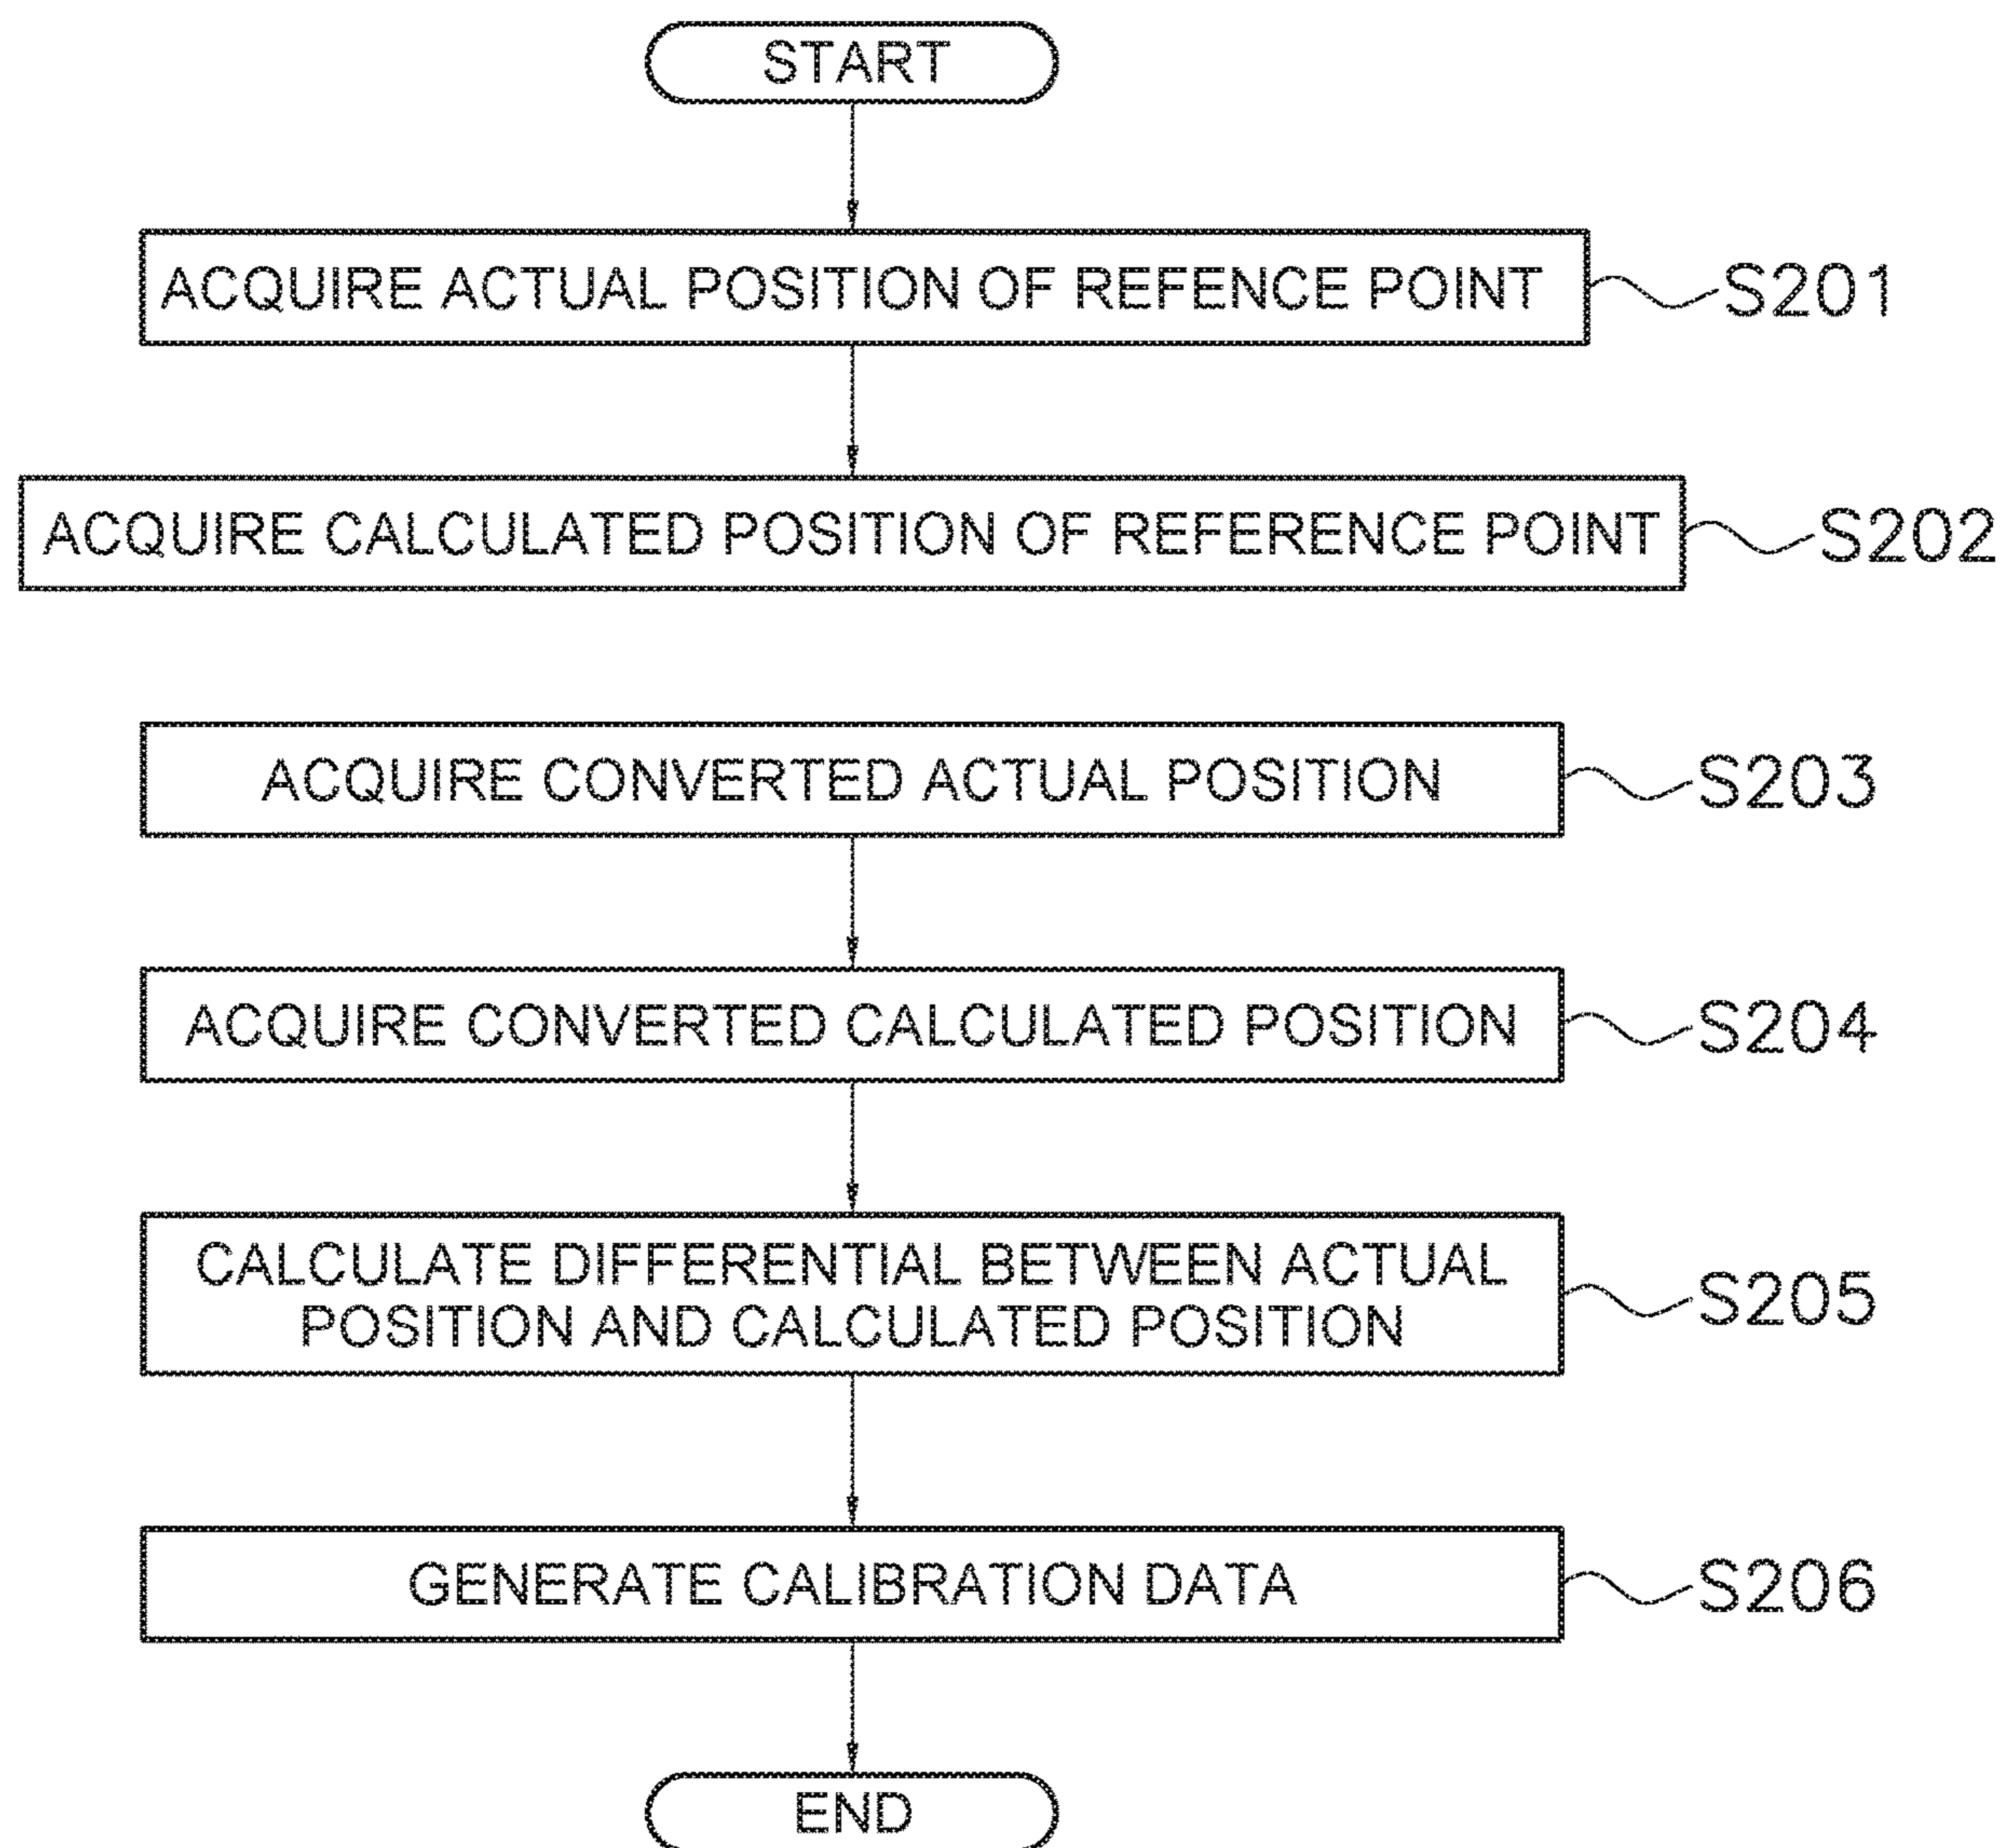 START
ACQUIRE ACTUAL POSITION OF REFENCE POINT
S201
ACQUIRE CALCULATED POSITION OF REFERENCE POINT
S202
ACQUIRE CONVERTED ACTUAL POSITION
S203
ACQUIRE CONVERTED CALCULATED POSITION
S204
CALCULATE DIFFERENTIAL BETWEEN ACTUAL
POSITION AND CALCULATED POSITION
S205
GENERATE CALIBRATION DATA
S206
END